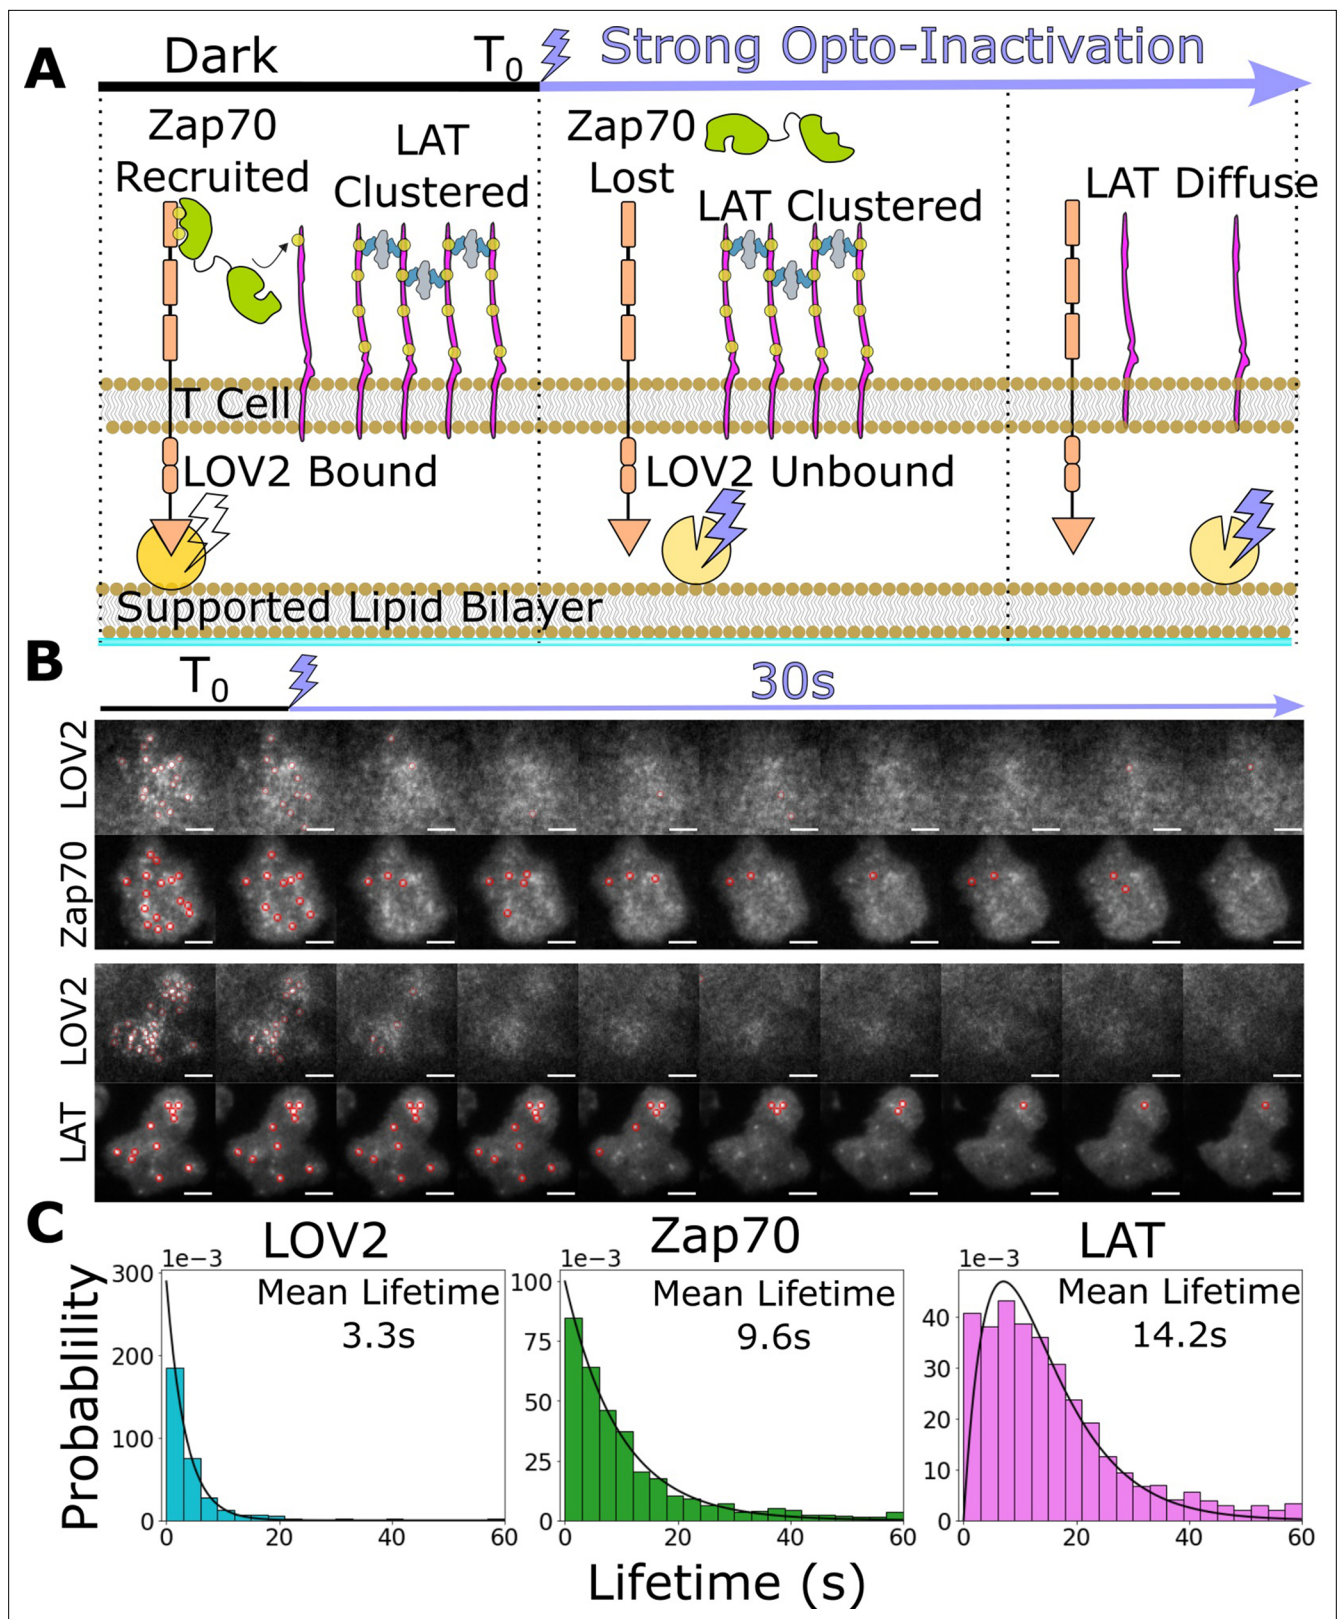 A
Dark
T0
Strong Opto-Inactivation
Zap70
Recruited
LAT
Clustered
Zap70
Lost
LAT Clustered
LAT Diffuse
T Cell
LOV2 Bound
LOV2 Unbound
Supported Lipid Bilayer
B
T0
30s
LOV2
Zap70
LOV2
LAT
C
LOV2
Zap70
LAT
Probablility
1e−3
300
200
100
0
0
20
40
60
Mean Lifetime
3.3s
1e−3
100
75
50
25
0
0
20
40
60
Mean Lifetime
9.6s
1e−3
40
30
20
10
0
0
20
40
60
Mean Lifetime
14.2s
Lifetime (s)